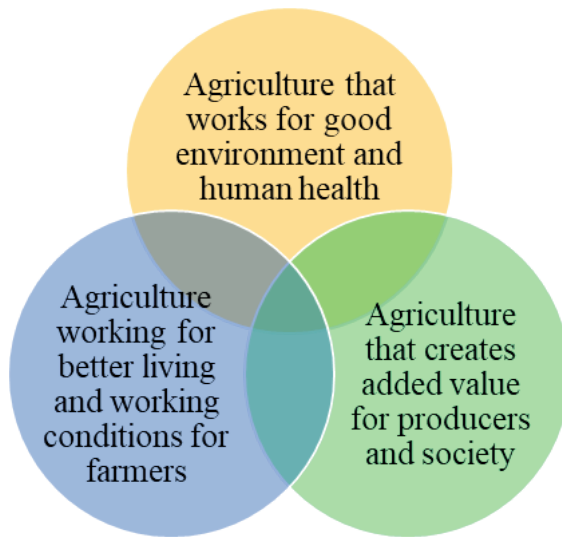 Agriculture that
works for good
environment and
human health
Agriculture
working for
better living
and working
conditions for
farmers
Agriculture
that creates
added value
for producers
and society